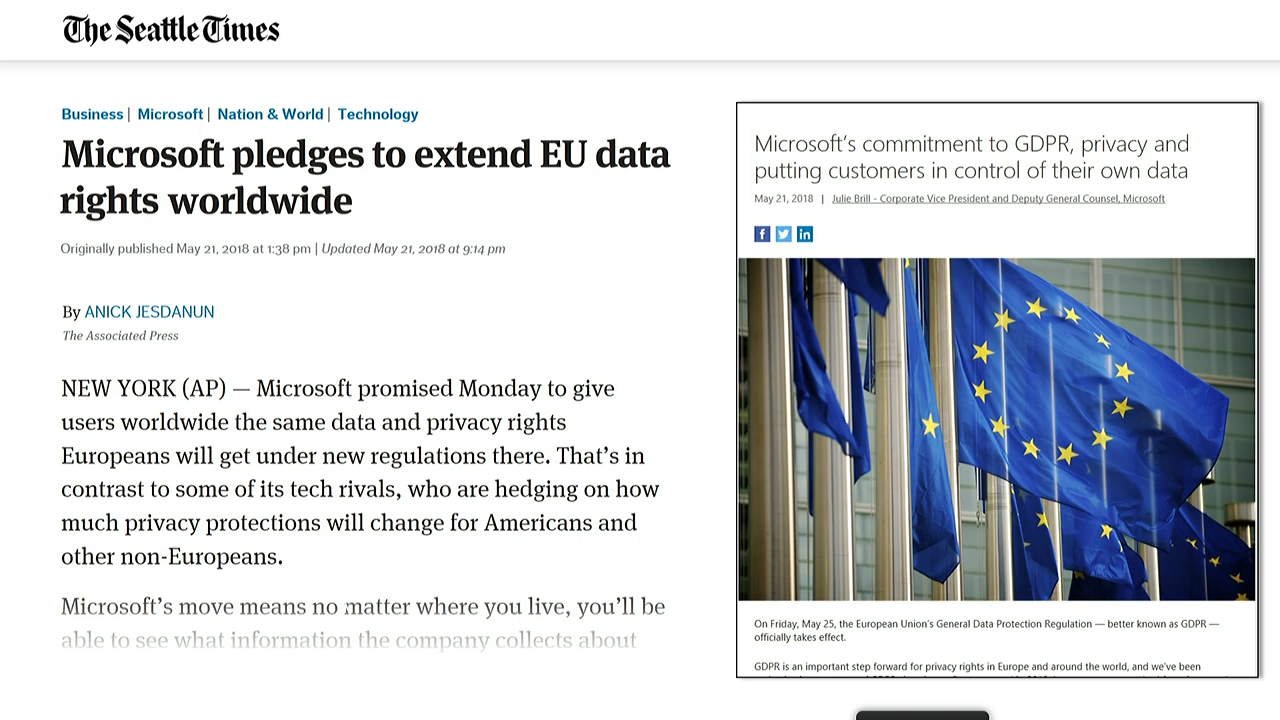 The Seattle Times
Business | Microsoft | Nation & World | Technology
Microsoft pledges to extend EU data
rights worldwide
Originally published May 21, 2018 at 1:38 pm | Updated May 21, 2018 at 9:14 pm
By ANICK JESDANUN
The Associated Press
NEW YORK (AP) — Microsoft promised Monday to give
users worldwide the same data and privacy rights
Europeans will get under new regulations there. That’s in
contrast to some of its tech rivals, who are hedging on how
much privacy protections will change for Americans and
other non-Europeans.
Microsoft’s move means no matter where you live, you’ll be
able to see what information the company collects about
Microsoft’s commitment to GDPR, privacy and
putting customers in control of their own data
May 21, 2018 | Julie Brill - Corporate Vice President and Deputy General Counsel, Microsoft
f
in
On Friday, May 25, the European Union’s General Data Protection Regulation — better known as GDPR —
officially takes effect.
GDPR is an important step forward for privacy rights in Europe and around the world, and we’ve been